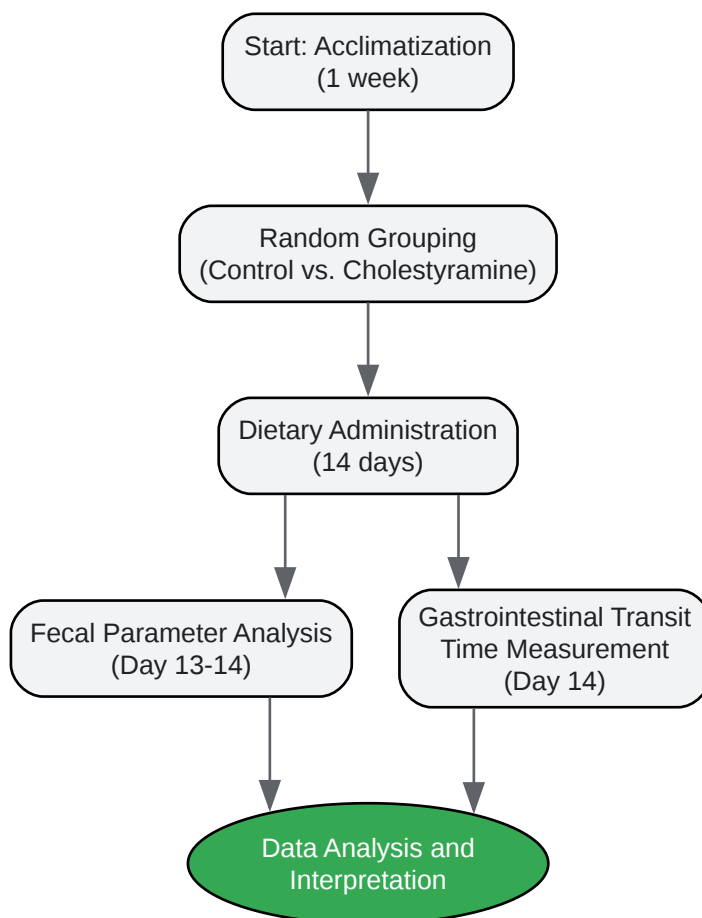 Start: Acclimatization
(1 week)
Random Grouping
(Control vs. Cholestyramine)
Dietary Administration
(14 days)
Fecal Parameter Analysis
(Day 13-14)
Gastrointestinal Transit
Time Measurement
(Day 14)
Data Analysis and
Interpretation